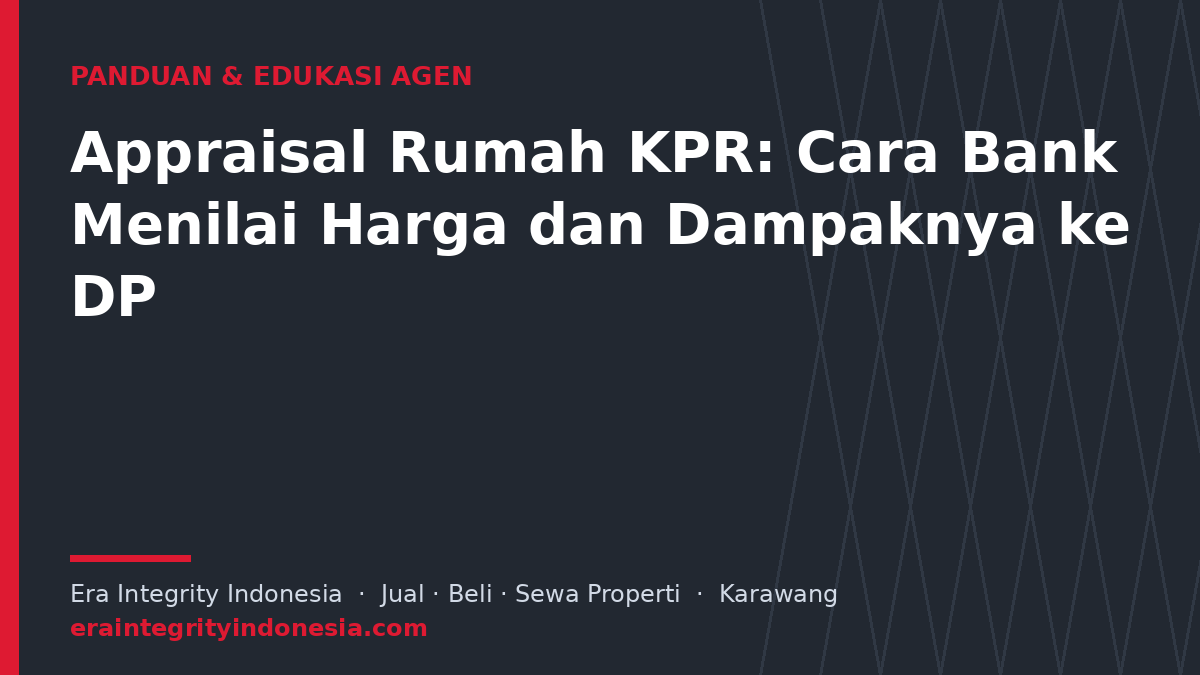 PANDUAN & EDUKASI AGEN
Appraisal Rumah KPR: Cara Bank
Menilai Harga dan Dampaknya ke
DP
Era Integrity Indonesia · Jual · Beli · Sewa Properti · Karawang
eraintegrityindonesia.com